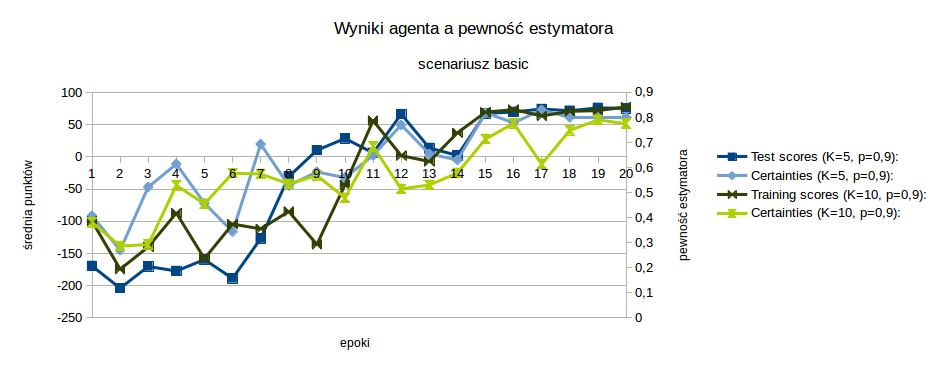 Wyniki agenta a pewność estymatora
scenariusz basic
średnia punktów
100
50
0
-50
-100
-150
-200
-250
1 2 3 4 5 6 7 8 9 10 11 12 13 14 15 16 17 18 19 20
epoki
0,9
0,8
0,7
0,6
0,5
0,4
0,3
0,2
0,1
0
pewność estymatora
Test scores (K=5, p=0,9):
Certainties (K=5, p=0,9):
Training scores (K=10, p=0,9):
Certainties (K=10, p=0,9):